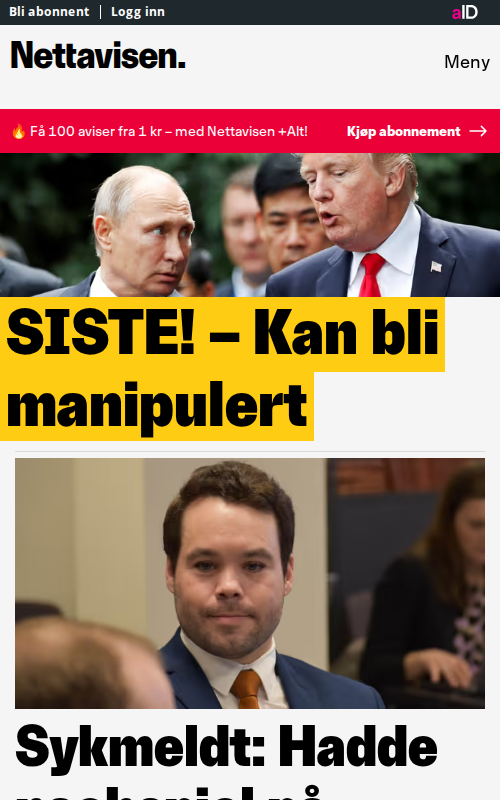 Bli abonnent | Logg inn
aID
Nettavisen.
Meny
🔥 Få 100 aviser fra 1 kr – med Nettavisen +Alt!
Kjøp abonnement →
SISTE! – Kan bli
manipulert
Sykmeldt: Hadde